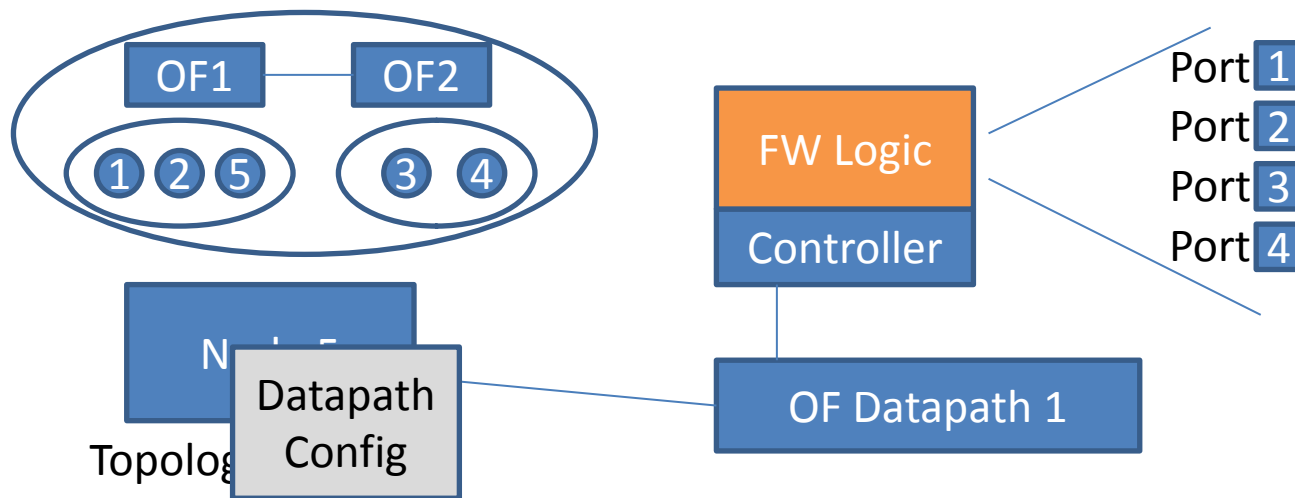 OF1
OF2
1 2 5
3 4
FW Logic
Controller
Port 1
Port 2
Port 3
Port 4
Datapath
Config
Topolog
OF Datapath 1